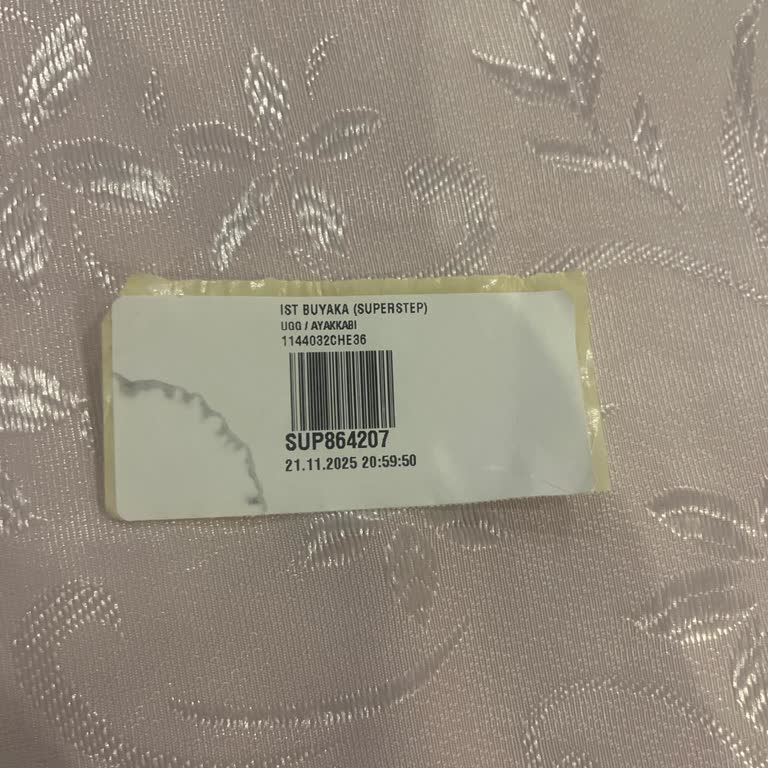 IST BUYAKA (SUPERSTEP)
UGG / AYAKKABI
1144032CHE36
SUP864207
21.11.2025 20:59:50